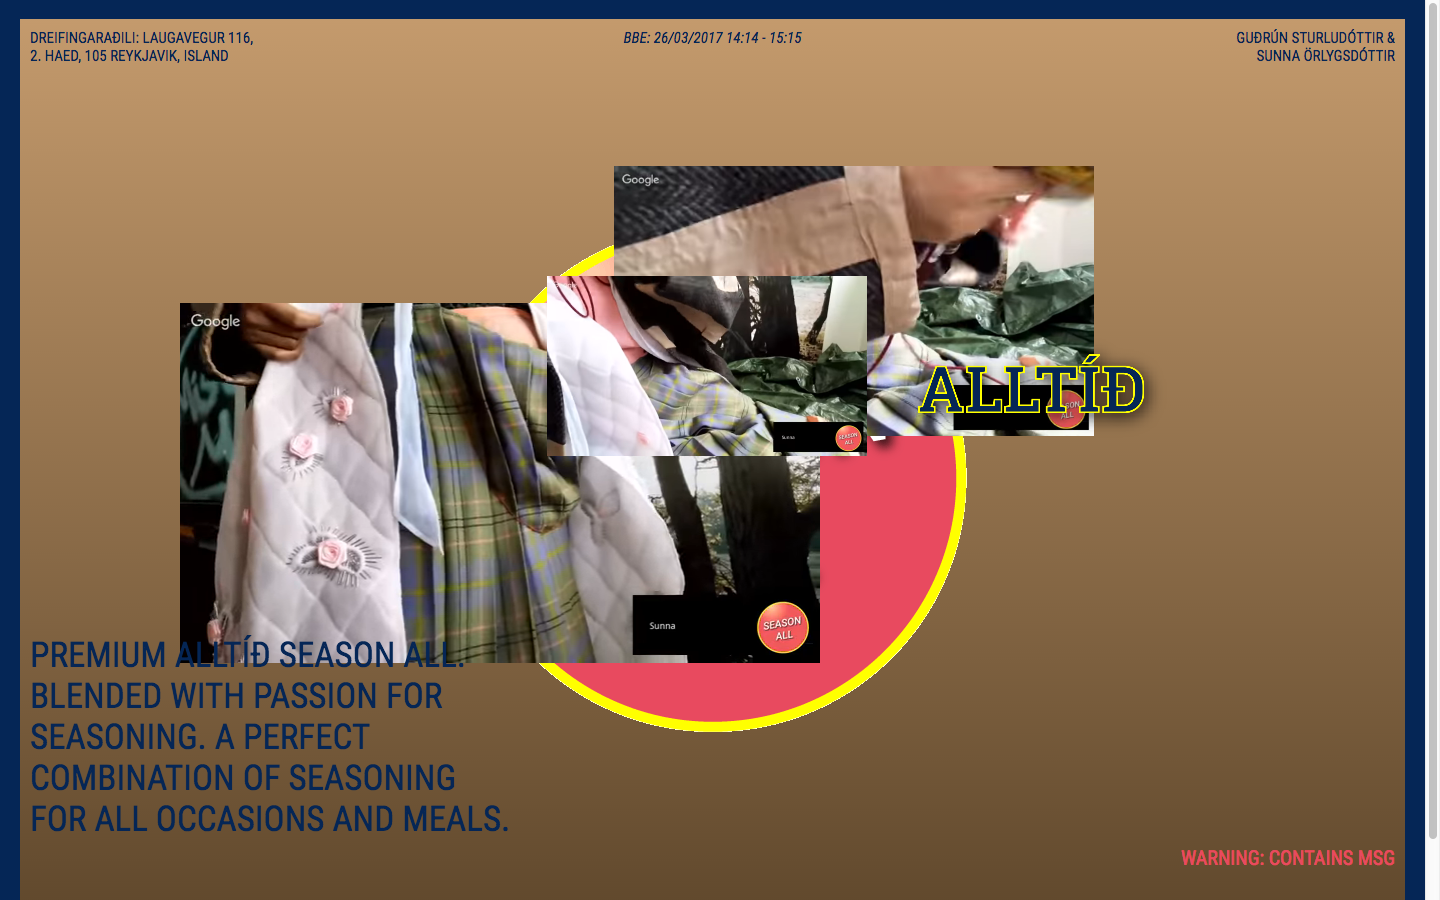 DREIFINGARAÐILI: LAUGAVEGUR 116,
2. HAED, 105 REYKJAVIK, ISLAND
BBE: 26/03/2017 14:14 - 15:15
GUÐRÚN STURLUDÓTTIR &
SUNNA ÖRLYGSDÓTTIR
Google
Google
ALLTÍÐ
SON
ALL
Sunna
SEASON
ALL
Sunna
SEASON
ALL
PREMIUM ALLTÍÐ SEASON ALL.
BLENDED WITH PASSION FOR
SEASONING. A PERFECT
COMBINATION OF SEASONING
FOR ALL OCCASIONS AND MEALS.
WARNING: CONTAINS MSG